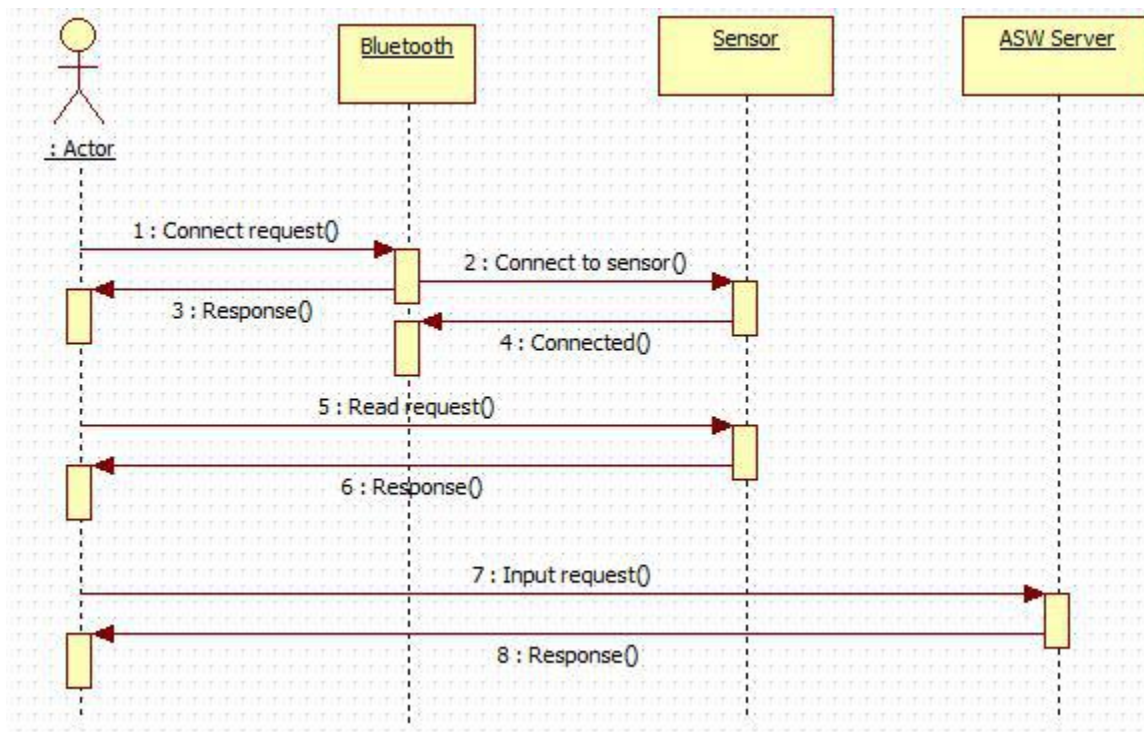 Bluetooth
Sensor
ASW Server
: Actor
1 : Connect request()
2 : Connect to sensor()
3 : Response()
4 : Connected()
5 : Read request()
6 : Response()
7 : Input request()
8 : Response()